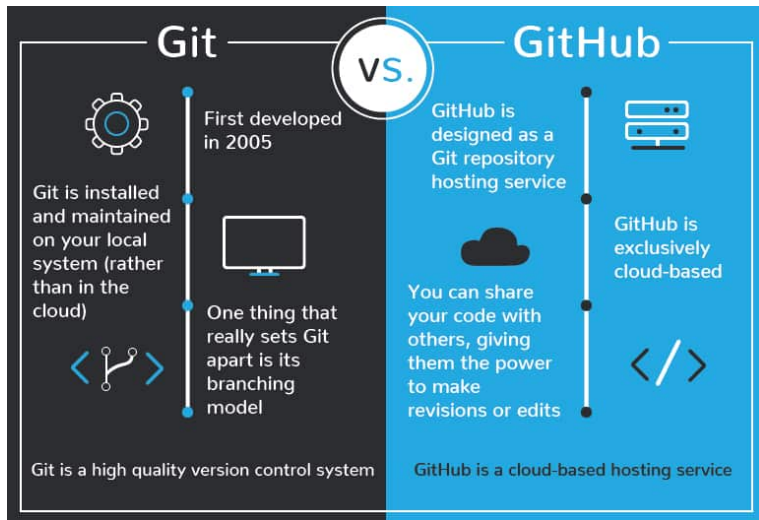 Git
vs.
GitHub
First developed
in 2005
Git is installed
and maintained
on your local
system (rather
than in the
cloud)
One thing that
really sets Git
apart is its
branching
model
Git is a high quality version control system
GitHub is
designed as a
Git repository
hosting service
GitHub is
exclusively
cloud-based
You can share
your code with
others, giving
them the power
to make
revisions or edits
GitHub is a cloud-based hosting service